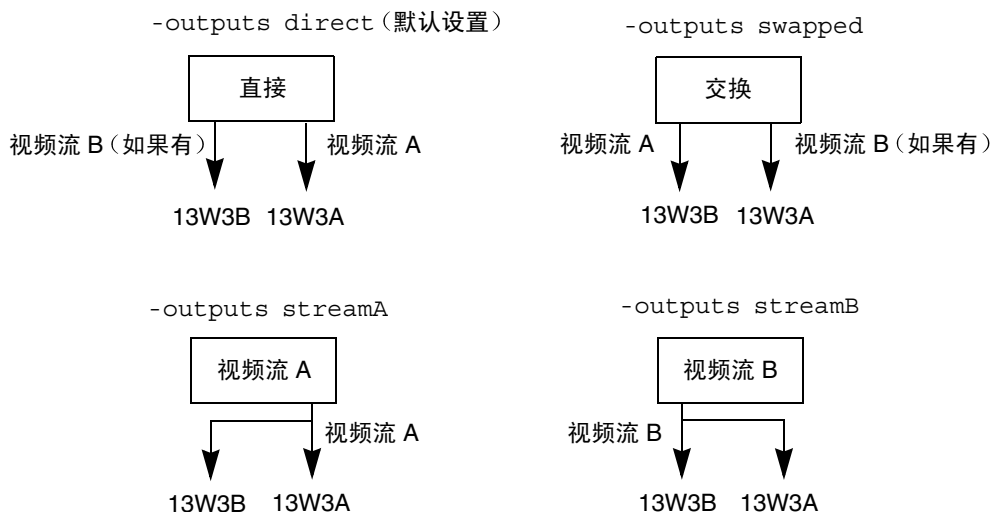 -outputs direct（默认设置）
直接
视频流 B（如果有）
视频流 A
13W3B 13W3A
-outputs swapped
交换
视频流 A
视频流 B（如果有）
13W3B 13W3A
-outputs streamA
视频流 A
视频流 A
13W3B 13W3A
-outputs streamB
视频流 B
视频流 B
13W3B 13W3A